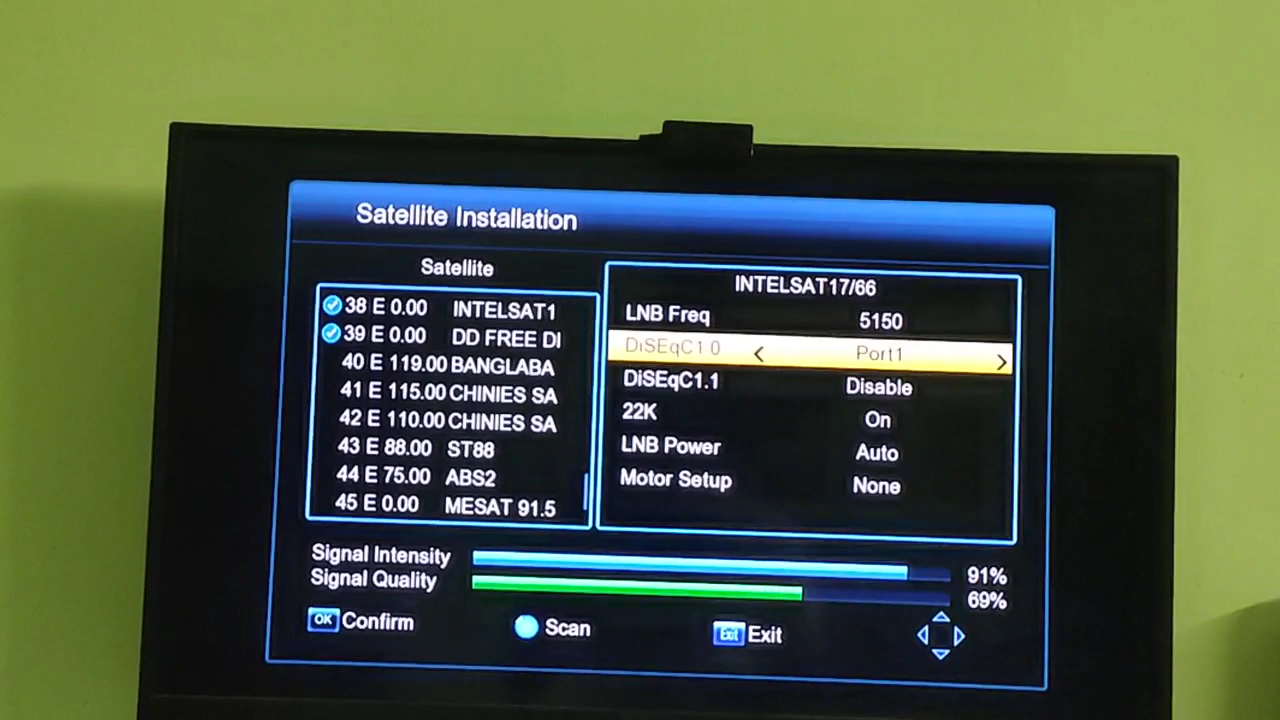 Satellite Installation
Satellite
38 E 0.00 INTELSAT1
39 E 0.00 DD FREE DI
40 E 119.00 BANGLABA
41 E 115.00 CHINIES SA
42 E 110.00 CHINIES SA
43 E 88.00 ST88
44 E 75.00 ABS2
45 E 0.00 MESAT 91.5
INTELSAT17/66
LNB Freq 5150
DiSEqC1.0 < Port1 >
DiSEqC1.1 Disable
22K On
LNB Power Auto
Motor Setup None
Signal Intensity 91%
Signal Quality 69%
OK Confirm Scan Exit Exit